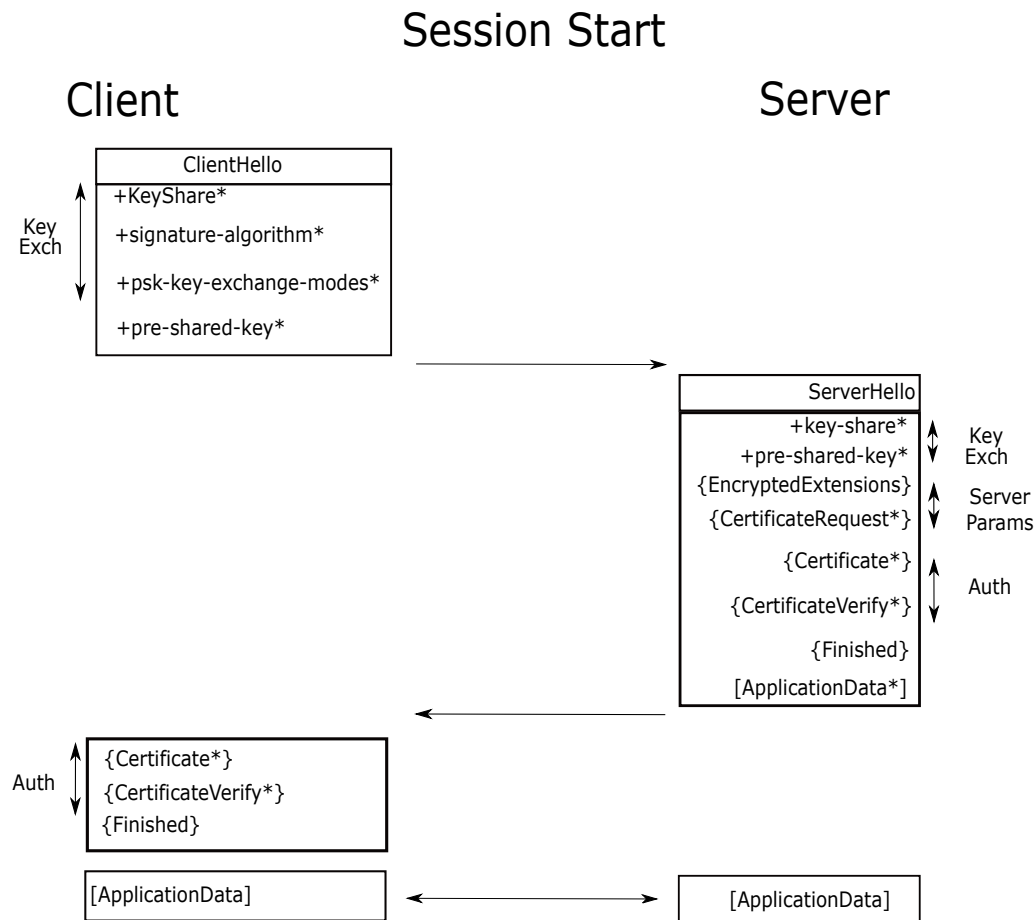 Session Start
Client
Server
ClientHello
+KeyShare*
Key
Exch
+signature-algorithm*
+psk-key-exchange-modes*
+pre-shared-key*
ServerHello
+key-share*
+pre-shared-key*
Key
Exch
{EncryptedExtensions}
{CertificateRequest*}
Server
Params
{Certificate*}
{CertificateVerify*}
Auth
{Finished}
[ApplicationData*]
Auth
{Certificate*}
{CertificateVerify*}
{Finished}
[ApplicationData]
[ApplicationData]